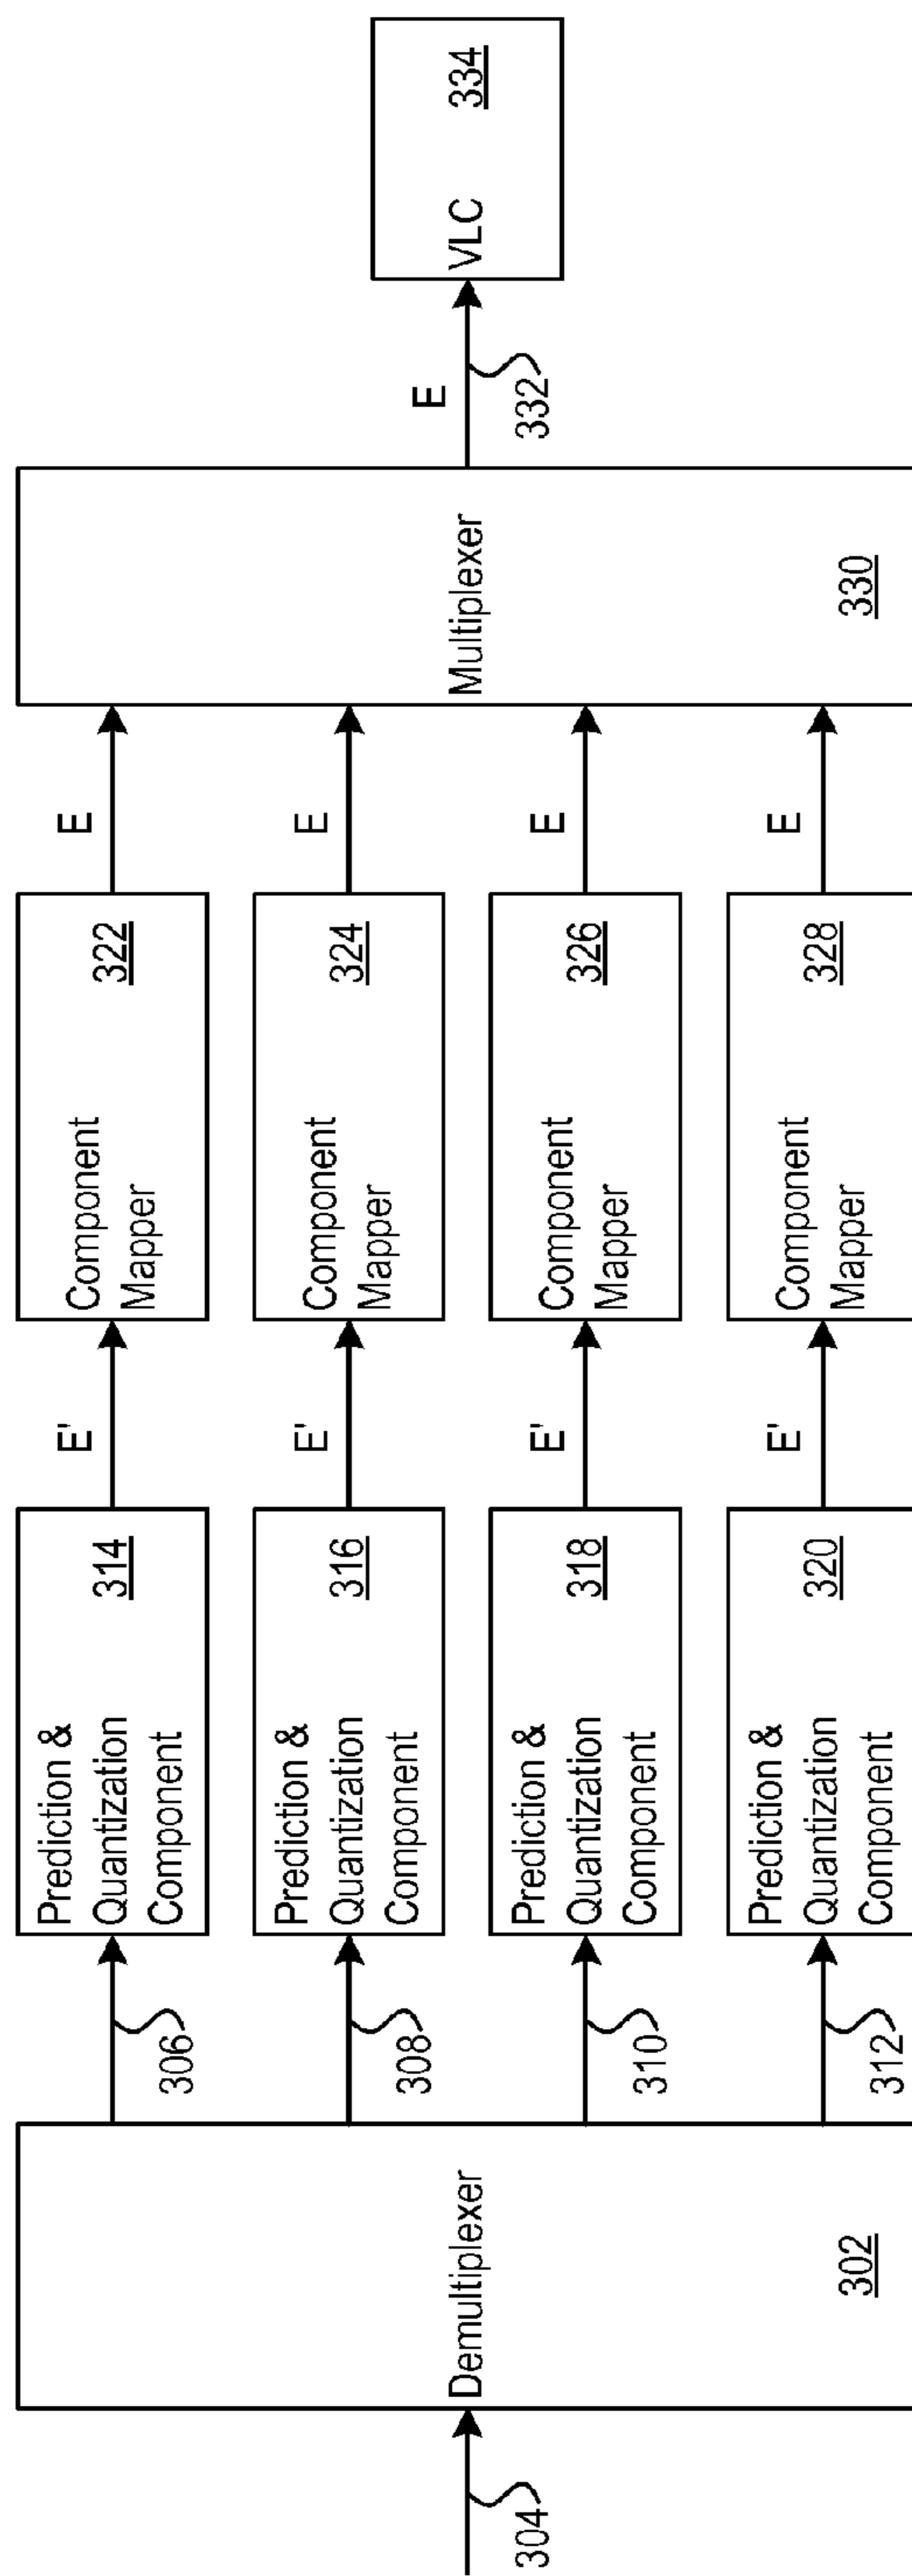 304
Demultiplexer
302
306
308
310
312
Prediction &
Quantization
Component
314
Prediction &
Quantization
Component
316
Prediction &
Quantization
Component
318
Prediction &
Quantization
Component
320
E'
E'
E'
E'
Component
Mapper
322
Component
Mapper
324
Component
Mapper
326
Component
Mapper
328
E
E
E
E
Multiplexer
330
E
332
VLC
334